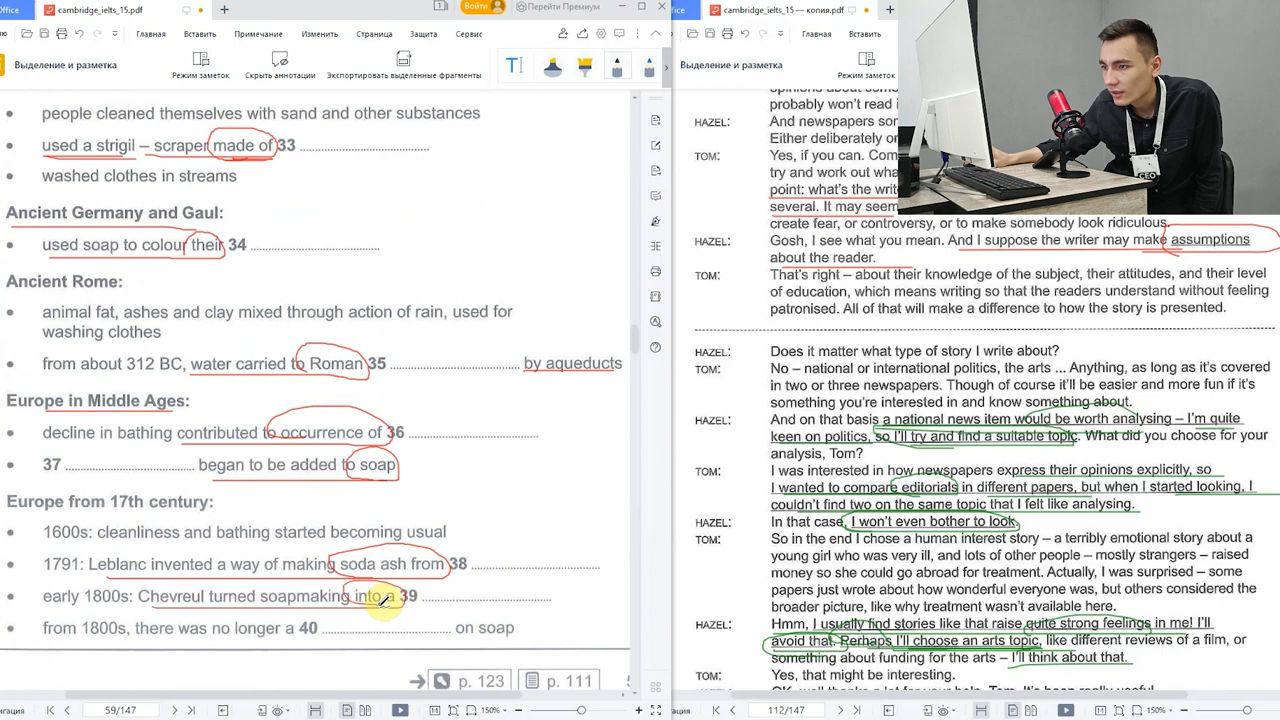 cambridge_ielts_15.pdf
Войти
Перейти Премиум
Главная Вставить Примечание Изменить Страница Защита Сервис
Выделение и разметка
Режим заметок
Скрыть аннотации
Экспортировать выделенные фрагменты
people cleaned themselves with sand and other substances
used a strigil – scraper made of 33 ..............................
washed clothes in streams
Ancient Germany and Gaul:
used soap to colour their 34 ..............................
Ancient Rome:
animal fat, ashes and clay mixed through action of rain, used for
washing clothes
from about 312 BC, water carried to Roman 35 .............................. by aqueducts
Europe in Middle Ages:
decline in bathing contributed to occurrence of 36 ..............................
37 .............................. began to be added to soap
Europe from 17th century:
1600s: cleanliness and bathing started becoming usual
1791: Leblanc invented a way of making soda ash from 38 ..............................
early 1800s: Chevreul turned soapmaking into a 39 ..............................
from 1800s, there was no longer a 40 .............................. on soap
p. 123 p. 111
59/147
150%
cambridge_ielts_15 — копия.pdf
Главная Вставить
Выделение и разметка
Режим заметок
probably won't read i
HAZEL: And newspapers son
Either deliberately or
TOM: Yes, if you can. Com
try and work out wha
point: what's the write
several. It may seem
create fear, or controversy, or to make somebody look ridiculous.
HAZEL: Gosh, I see what you mean. And I suppose the writer may make assumptions
about the reader.
TOM: That's right – about their knowledge of the subject, their attitudes, and their level
of education, which means writing so that the readers understand without feeling
patronised. All of that will make a difference to how the story is presented.
HAZEL: Does it matter what type of story I write about?
TOM: No – national or international politics, the arts ... Anything, as long as it's covered
in two or three newspapers. Though of course it'll be easier and more fun if it's
something you're interested in and know something about.
HAZEL: And on that basis a national news item would be worth analysing – I'm quite
keen on politics, so I'll try and find a suitable topic. What did you choose for your
analysis, Tom?
TOM: I was interested in how newspapers express their opinions explicitly, so
I wanted to compare editorials in different papers, but when I started looking, I
couldn't find two on the same topic that I felt like analysing.
HAZEL: In that case, I won't even bother to look.
TOM: So in the end I chose a human interest story – a terribly emotional story about a
young girl who was very ill, and lots of other people – mostly strangers – raised
money so she could go abroad for treatment. Actually, I was surprised – some
papers just wrote about how wonderful everyone was, but others considered the
broader picture, like why treatment wasn't available here.
HAZEL: Hmm, I usually find stories like that raise quite strong feelings in me! I'll
avoid that. Perhaps I'll choose an arts topic, like different reviews of a film, or
something about funding for the arts – I'll think about that.
TOM: Yes, that might be interesting.
112/147
150%
CEO